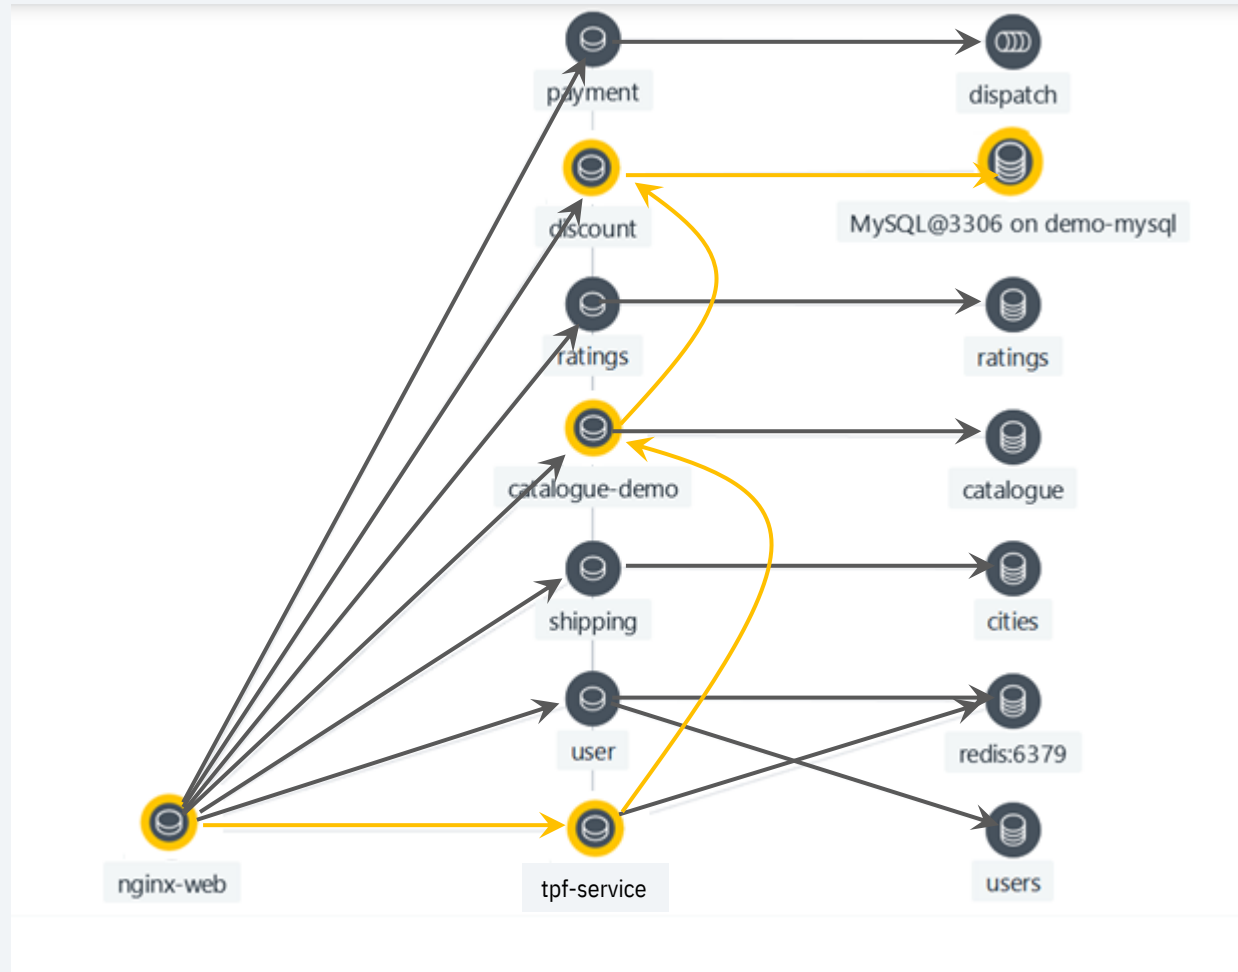 payment
dispatch
discount
MySQL@3306 on demo-mysql
ratings
ratings
catalogue-demo
catalogue
shipping
cities
user
redis:6379
nginx-web
tpf-service
users